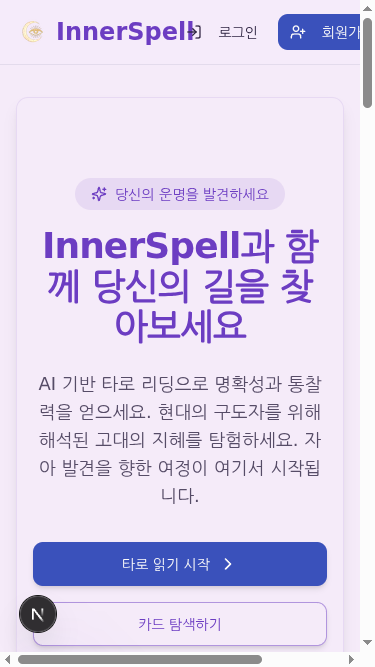 InnerSpell
로그인
회원가
당신의 운명을 발견하세요
InnerSpell과 함
께 당신의 길을 찾
아보세요
AI 기반 타로 리딩으로 명확성과 통찰
력을 얻으세요. 현대의 구도자를 위해
해석된 고대의 지혜를 탐험하세요. 자
아 발견을 향한 여정이 여기서 시작됩
니다.
타로 읽기 시작
N
카드 탐색하기